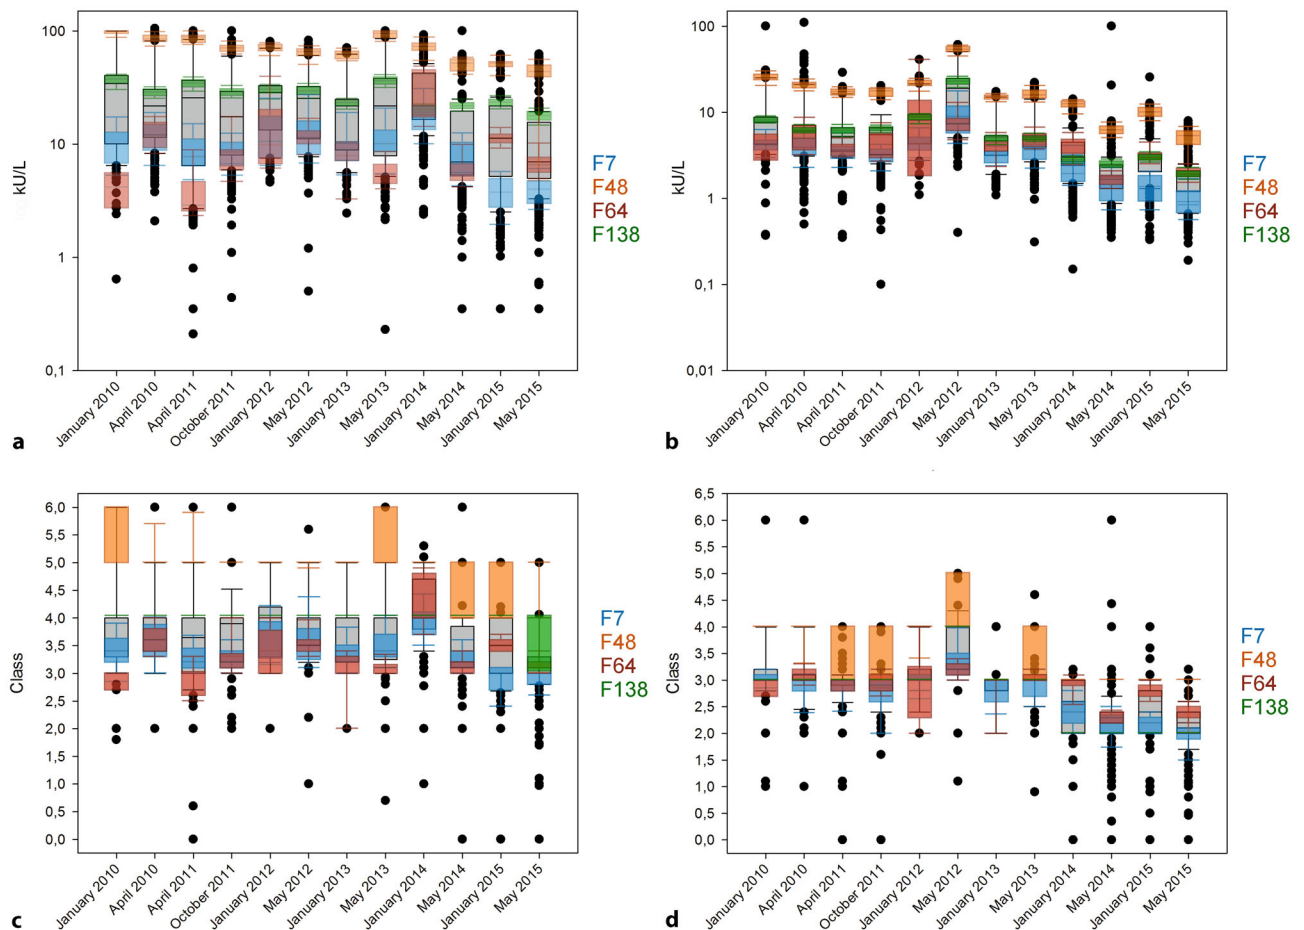 100
10
1
0,1
kU/L
January 2010
April 2010
April 2011
October 2011
January 2012
May 2012
January 2013
May 2013
January 2014
May 2014
January 2015
May 2015
F7
F48
F64
F138
a
100
10
1
0,1
0,01
kU/L
January 2010
April 2010
April 2011
October 2011
January 2012
May 2012
January 2013
May 2013
January 2014
May 2014
January 2015
May 2015
F7
F48
F64
F138
b
6,0
5,0
4,5
4,0
3,5
3,0
2,5
2,0
1,5
1,0
0,5
0,0
Class
January 2010
April 2010
April 2011
October 2011
January 2012
May 2012
January 2013
May 2013
January 2014
May 2014
January 2015
May 2015
F7
F48
F64
F138
c
6,5
6,0
5,0
4,5
4,0
3,5
3,0
2,5
2,0
1,5
1,0
0,5
0,0
Class
January 2010
April 2010
April 2011
October 2011
January 2012
May 2012
January 2013
May 2013
January 2014
May 2014
January 2015
May 2015
F7
F48
F64
F138
d